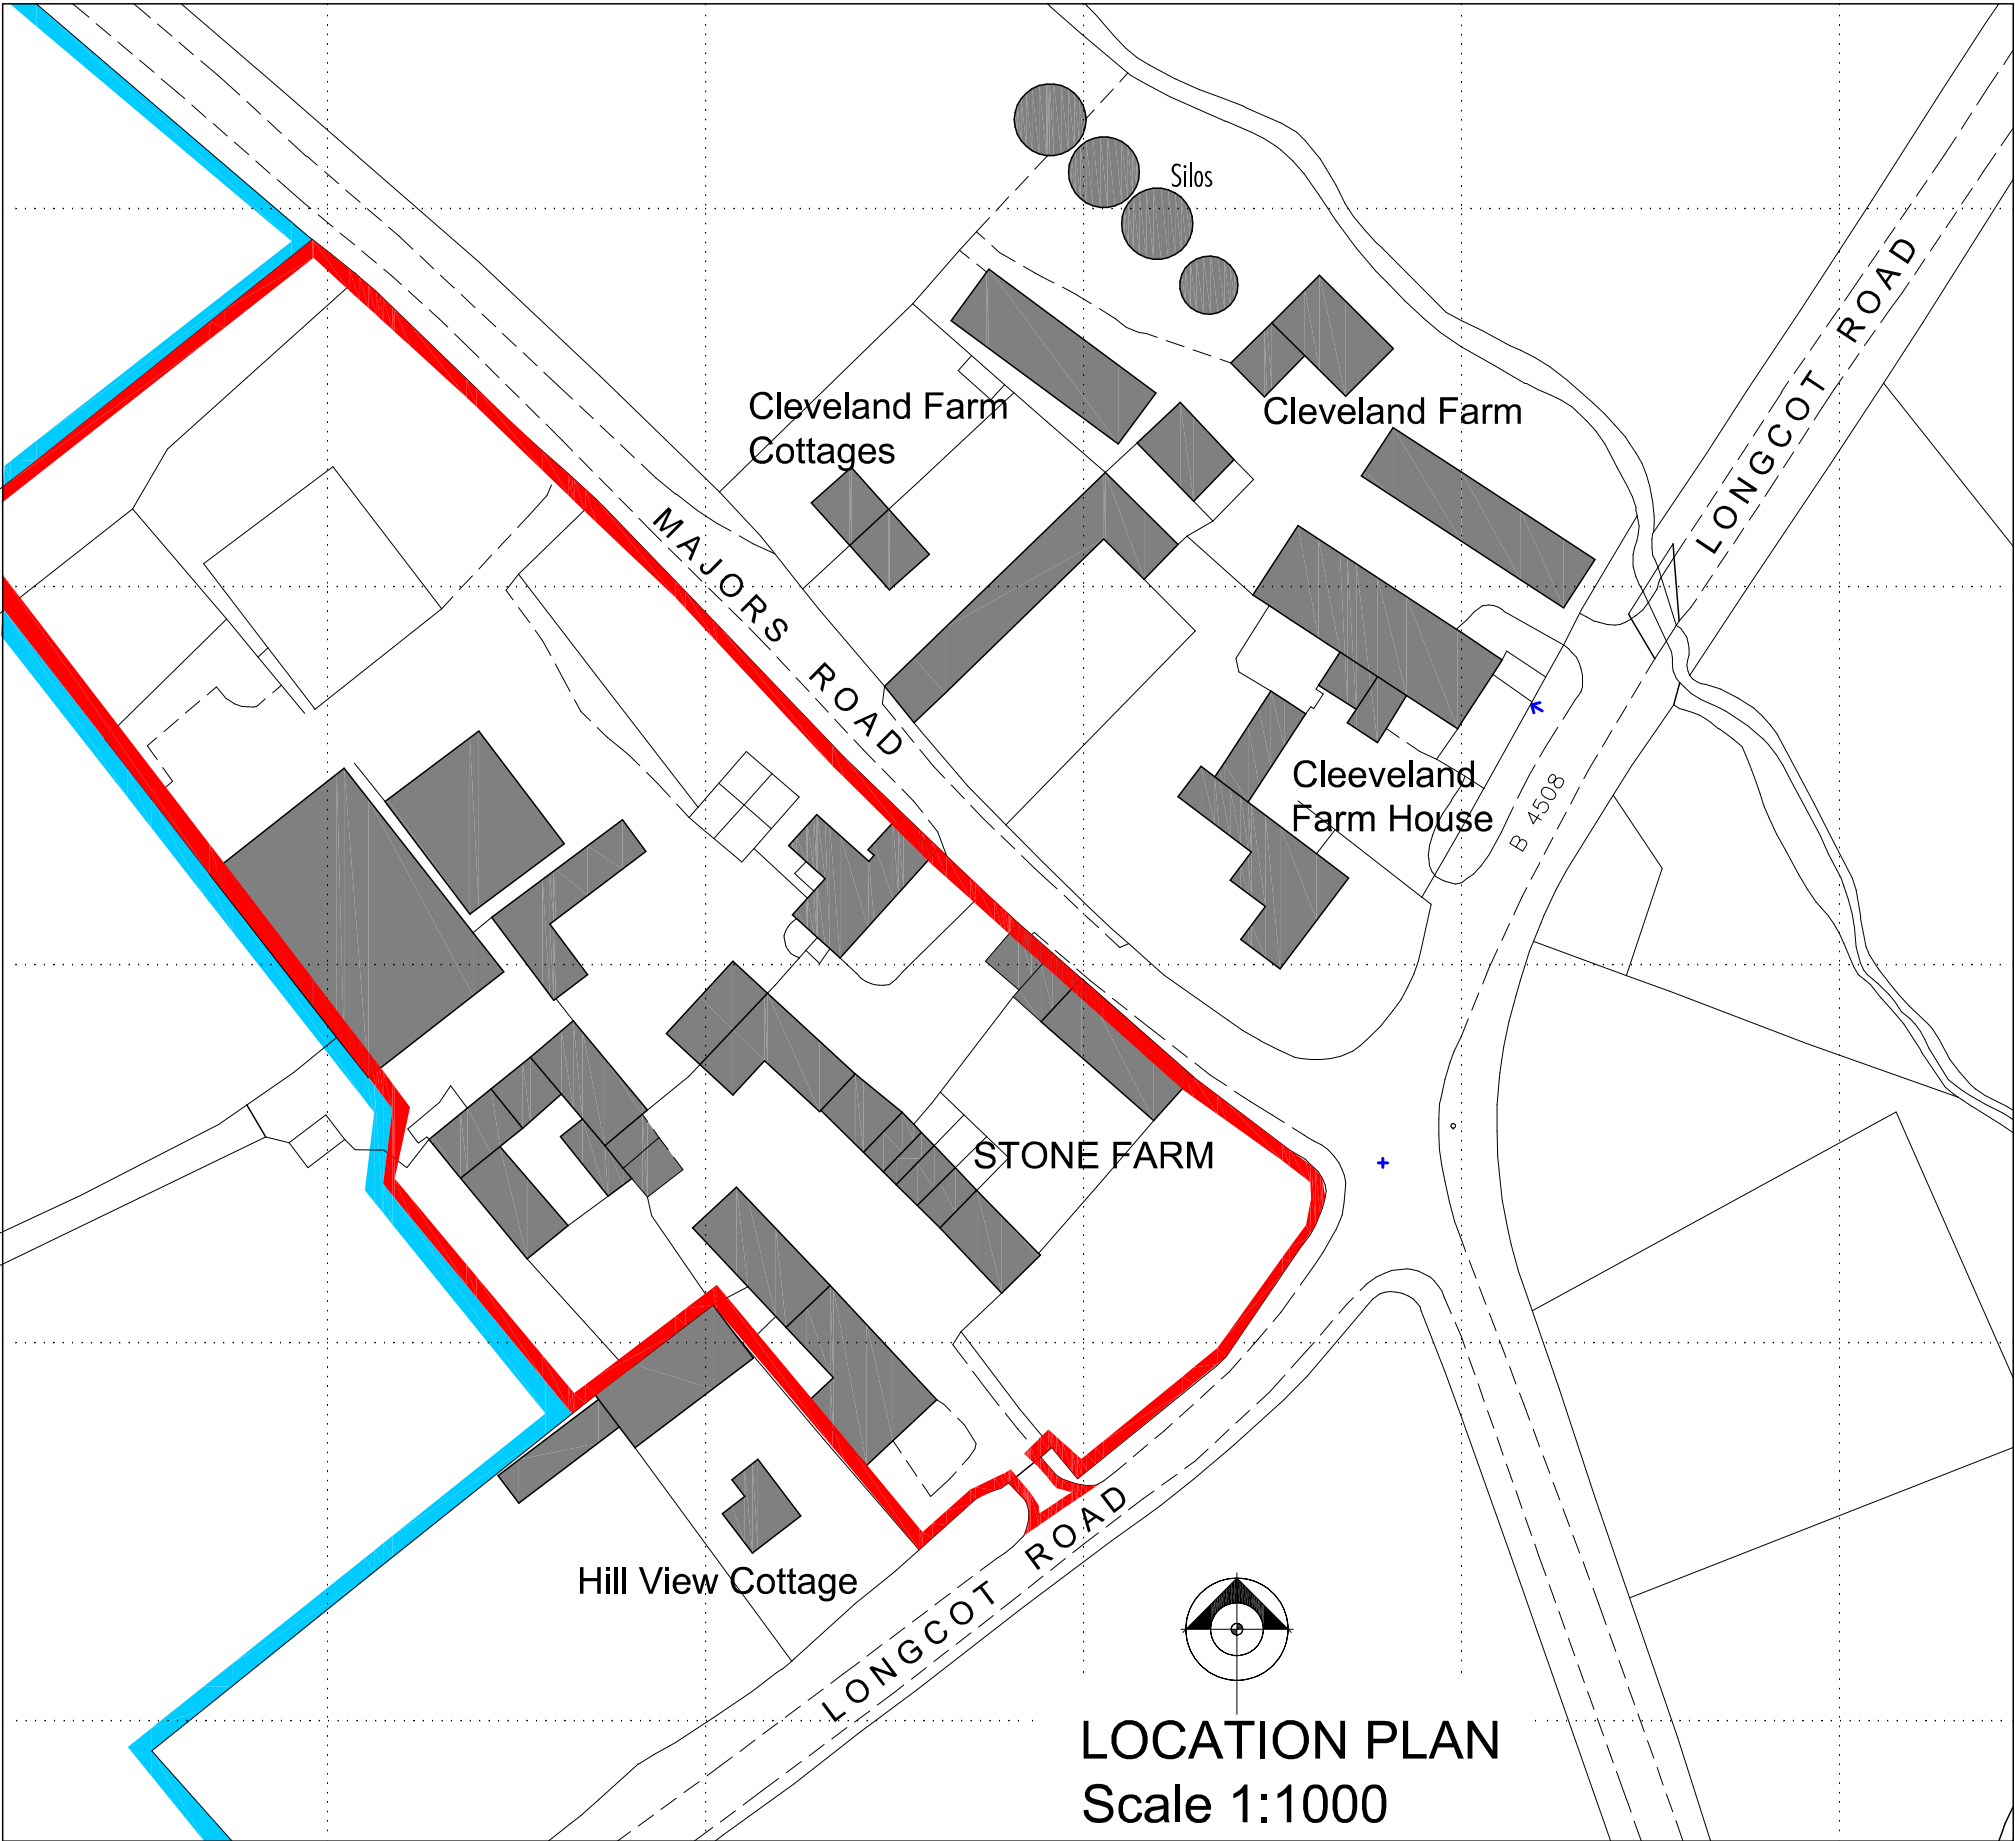 Silos
LONGCOT ROAD
Cleveland Farm
Cottages
Cleveland Farm
MAJORS ROAD
Cleeveland
Farm House
B 4508
STONE FARM
Hill View Cottage
LONGCOT ROAD
LOCATION PLAN
Scale 1:1000